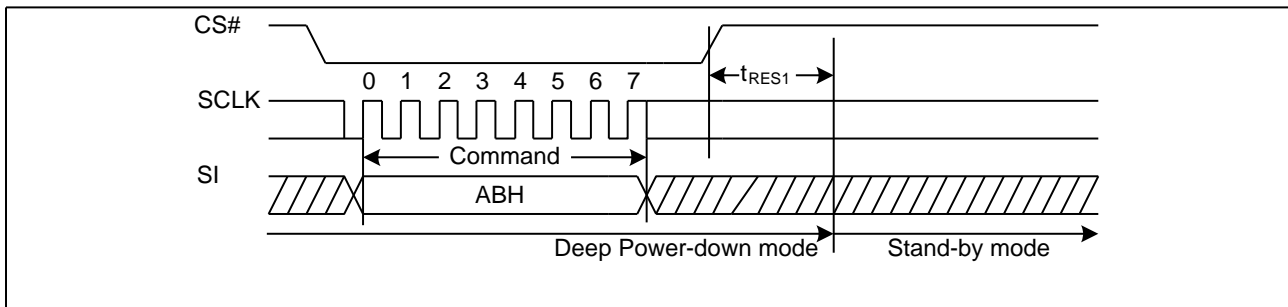 CS#
tRES1
0 1 2 3 4 5 6 7
SCLK
Command
SI
ABH
Deep Power-down mode Stand-by mode